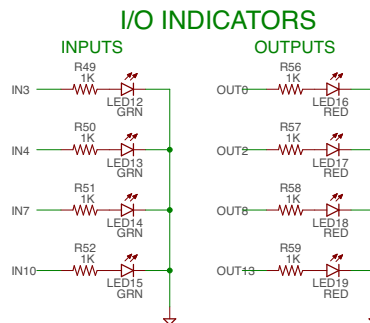 I/O INDICATORS
INPUTS
OUTPUTS
R49
1K
IN3
LED12
GRN
R50
1K
IN4
LED13
GRN
R51
1K
IN7
LED14
GRN
R52
1K
IN10
LED15
GRN
R56
1K
OUT0
LED16
RED
R57
1K
OUT2
LED17
RED
R58
1K
OUT8
LED18
RED
R59
1K
OUT13
LED19
RED